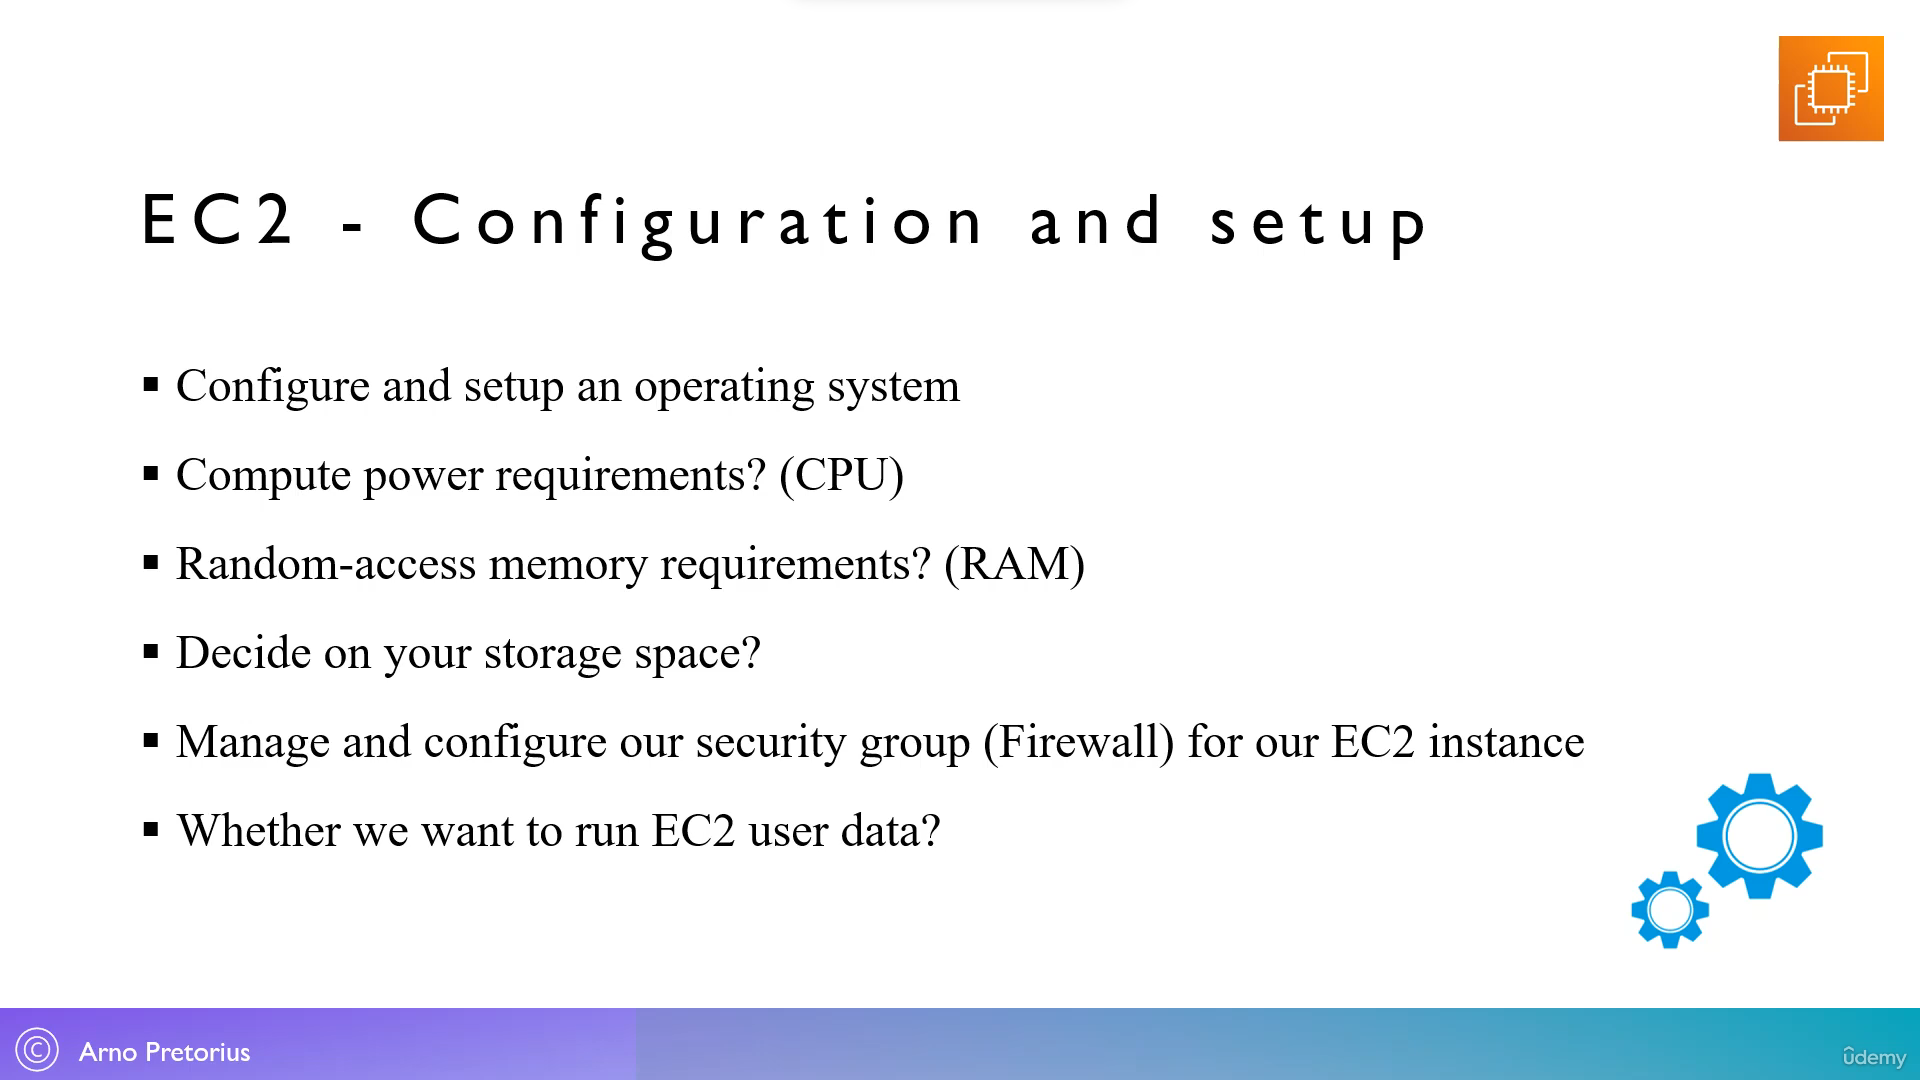 EC2 - Configuration and setup
▪ Configure and setup an operating system
▪ Compute power requirements? (CPU)
▪ Random-access memory requirements? (RAM)
▪ Decide on your storage space?
▪ Manage and configure our security group (Firewall) for our EC2 instance
▪ Whether we want to run EC2 user data?
© Arno Pretorius
ûdemy